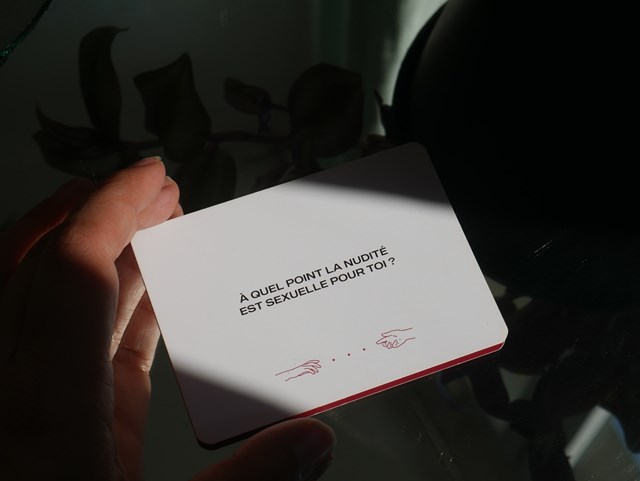 À QUEL POINT LA NUDITÉ
EST SEXUELLE POUR TOI ?